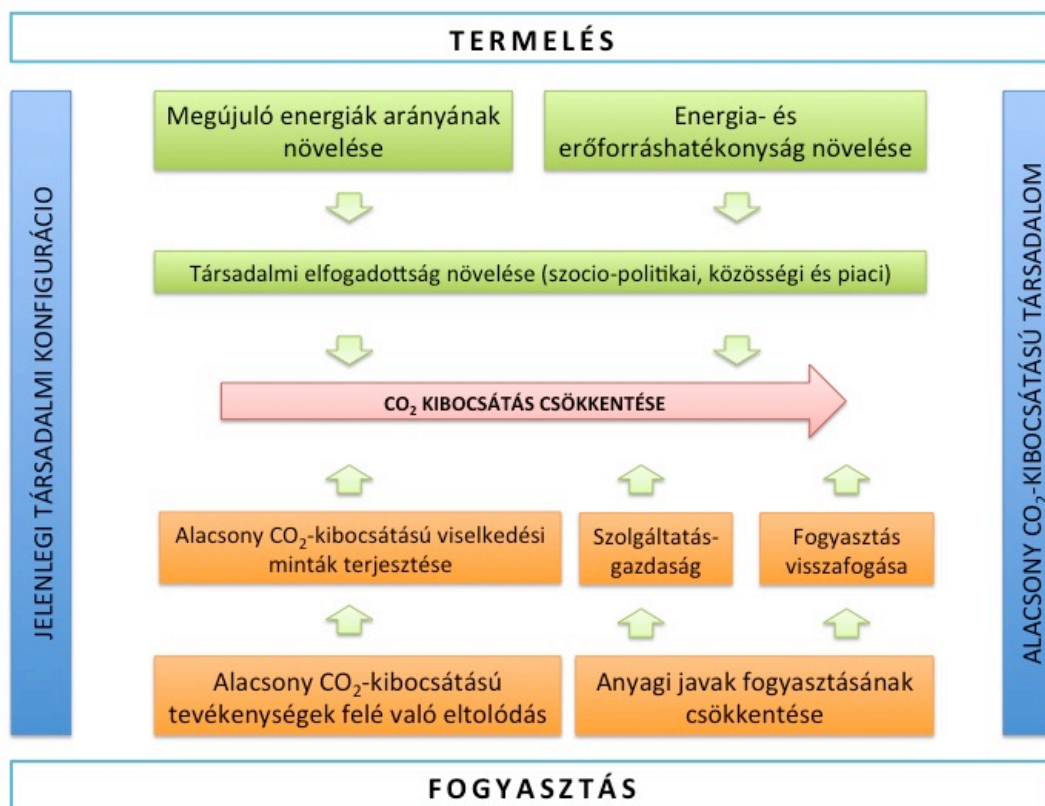 TERMELÉS
JELENLEGI TÁRSADALMI KONFIGURÁCIO
Megújuló energiák arányának
növelése
Energia- és
erőforráshatékonyság növelése
Társadalmi elfogadottság növelése (szocio-politikai, közösségi és piaci)
CO₂ KIBOCSÁTÁS CSÖKKENTÉSE
Alacsony CO₂-kibocsátású viselkedési
minták terjesztése
Szolgáltatás-
gazdaság
Fogyasztás
visszafogása
Alacsony CO₂-kibocsátású
tevékenységek felé való eltolódás
Anyagi javak fogyasztásának
csökkentése
ALACSONY CO₂-KIBOCSÁTÁSÚ TÁRSADALOM
FOGYASZTÁS